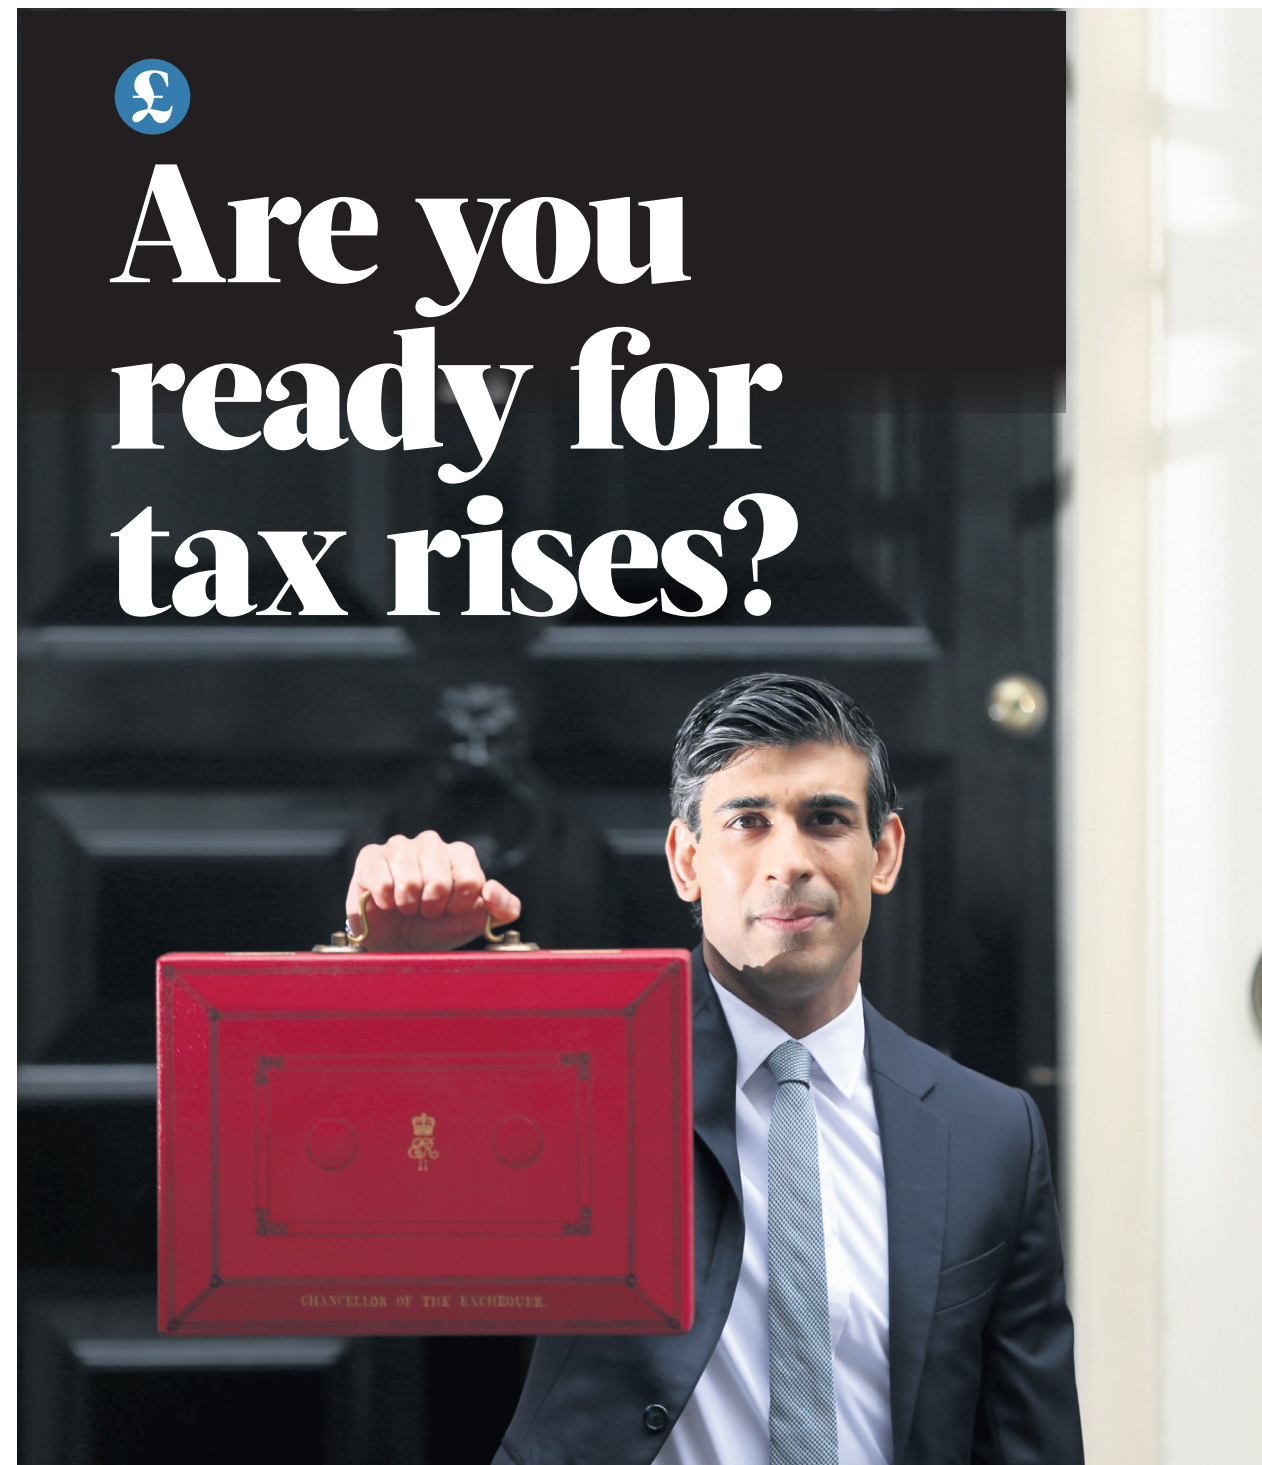 £
Are you
ready for
tax rises?
CHANCELLOR OF THE EXCHEQUER.